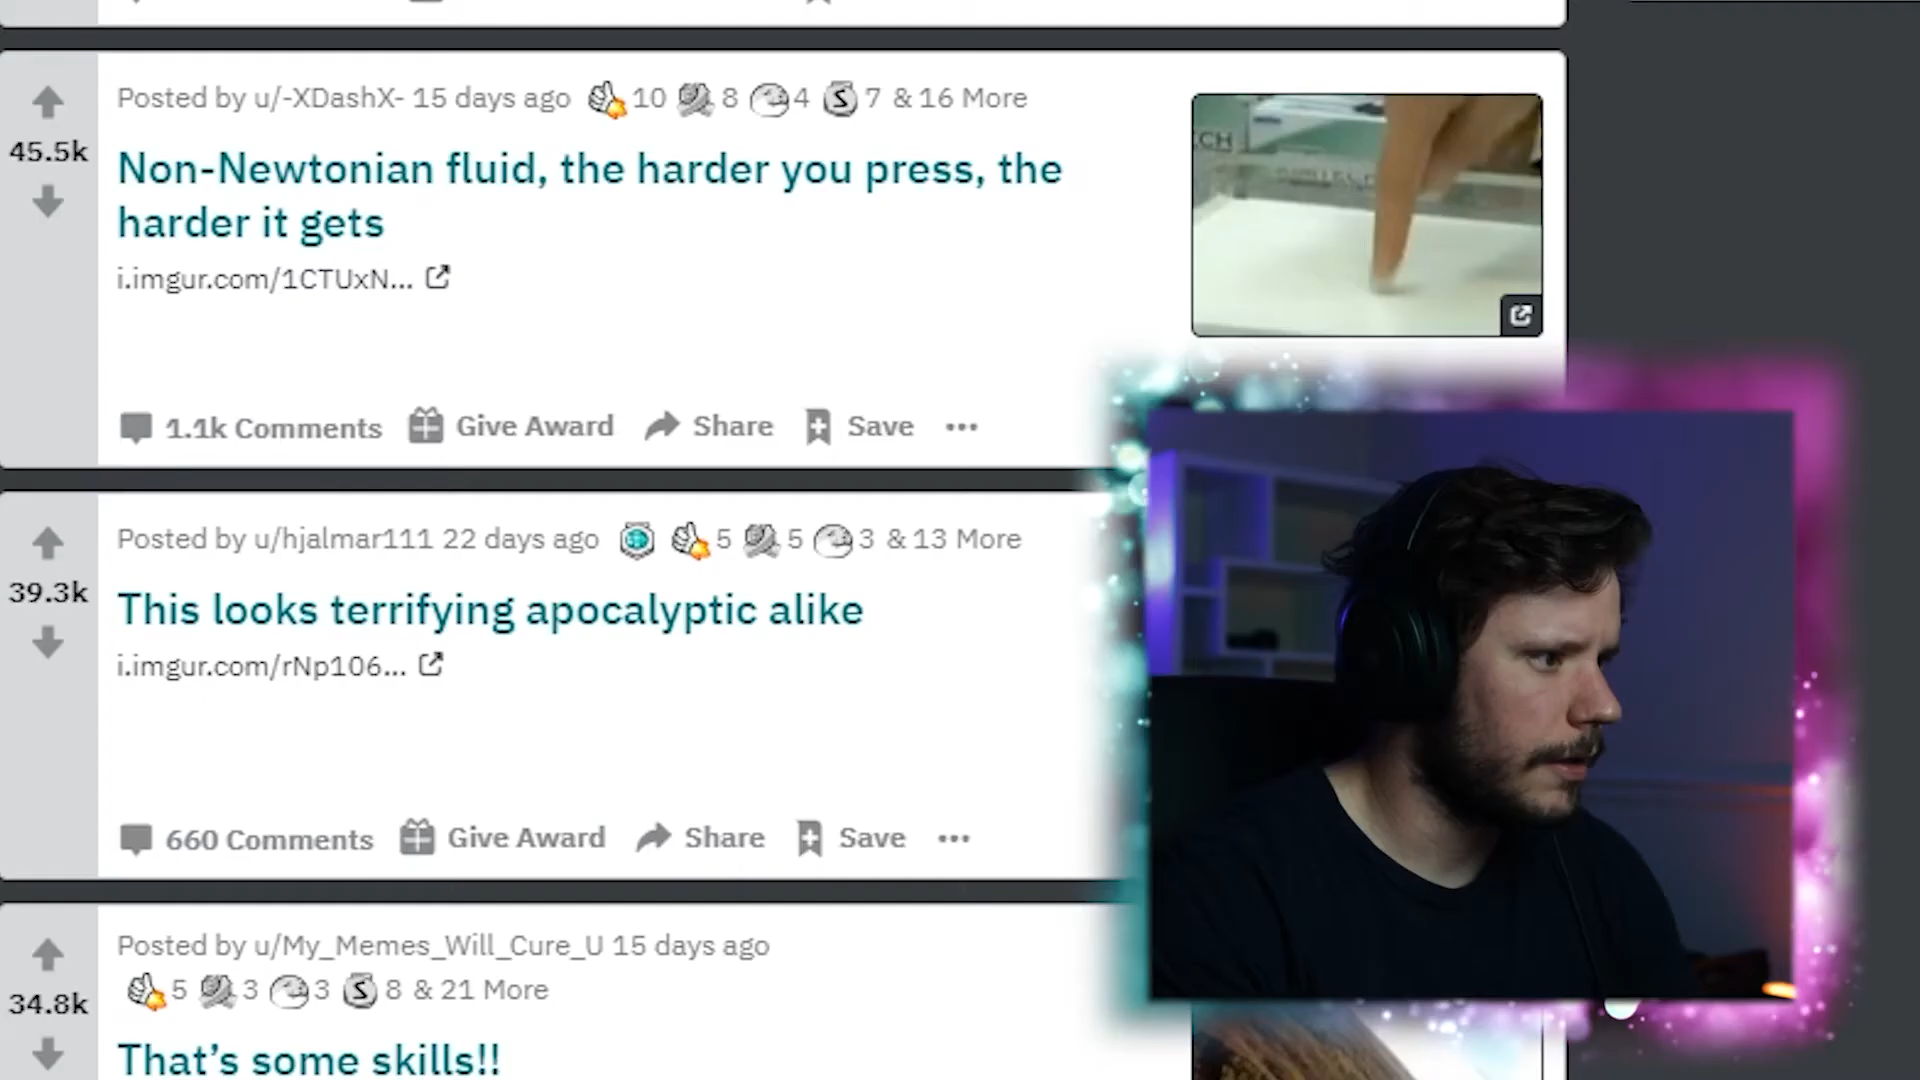 Posted by u/-XDashX- 15 days ago 10 8 4 S 7 & 16 More
45.5k
Non-Newtonian fluid, the harder you press, the
harder it gets
i.imgur.com/1CTUxN...
CH
1.1k Comments Give Award Share Save ...
Posted by u/hjalmar111 22 days ago 5 5 3 & 13 More
39.3k
This looks terrifying apocalyptic alike
i.imgur.com/rNp106...
660 Comments Give Award Share Save ...
Posted by u/My_Memes_Will_Cure_U 15 days ago
5 3 3 S 8 & 21 More
34.8k
That's some skills!!